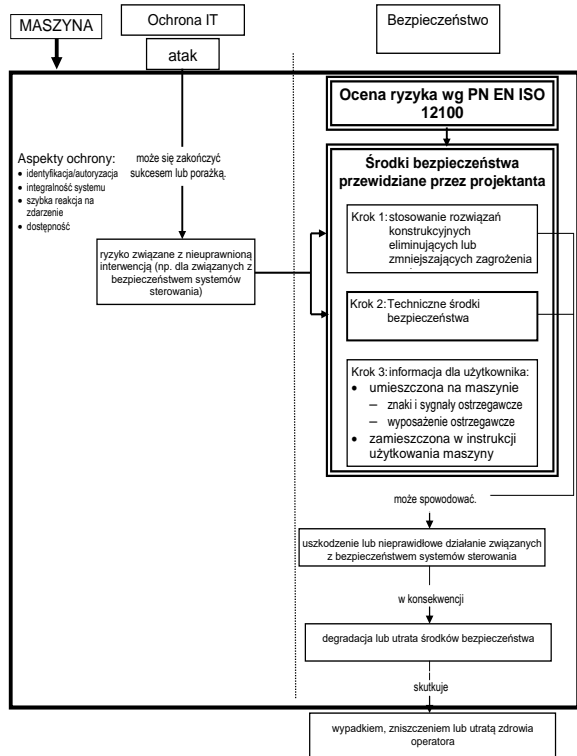 MASZYNA
Ochrona IT
Bezpieczeństwo
atak
Ocena ryzyka wg PN EN ISO
12100
Aspekty ochrony:
• identyfikacja/autoryzacja
• integralność systemu
• szybka reakcja na
zdarzenie
• dostępność
może się zakończyć
sukcesem lub porażką.
ryzyko związane z nieuprawnioną
interwencją (np. dla związanych z
bezpieczeństwem systemów
sterowania)
Środki bezpieczeństwa
przewidziane przez projektanta
Krok 1: stosowanie rozwiązań
konstrukcyjnych
eliminujących lub
zmniejszających zagrożenia
Krok 2: Techniczne środki
bezpieczeństwa
Krok 3: informacja dla użytkownika:
• umieszczona na maszynie
– znaki i sygnały ostrzegawcze
– wyposażenie ostrzegawcze
• zamieszczona w instrukcji
użytkowania maszyny
może spowodować.
uszkodzenie lub nieprawidłowe działanie związanych
z bezpieczeństwem systemów sterowania
w konsekwencji
degradacja lub utrata środków bezpieczeństwa
skutkuje
wypadkiem, zniszczeniem lub utratą zdrowia
operatora